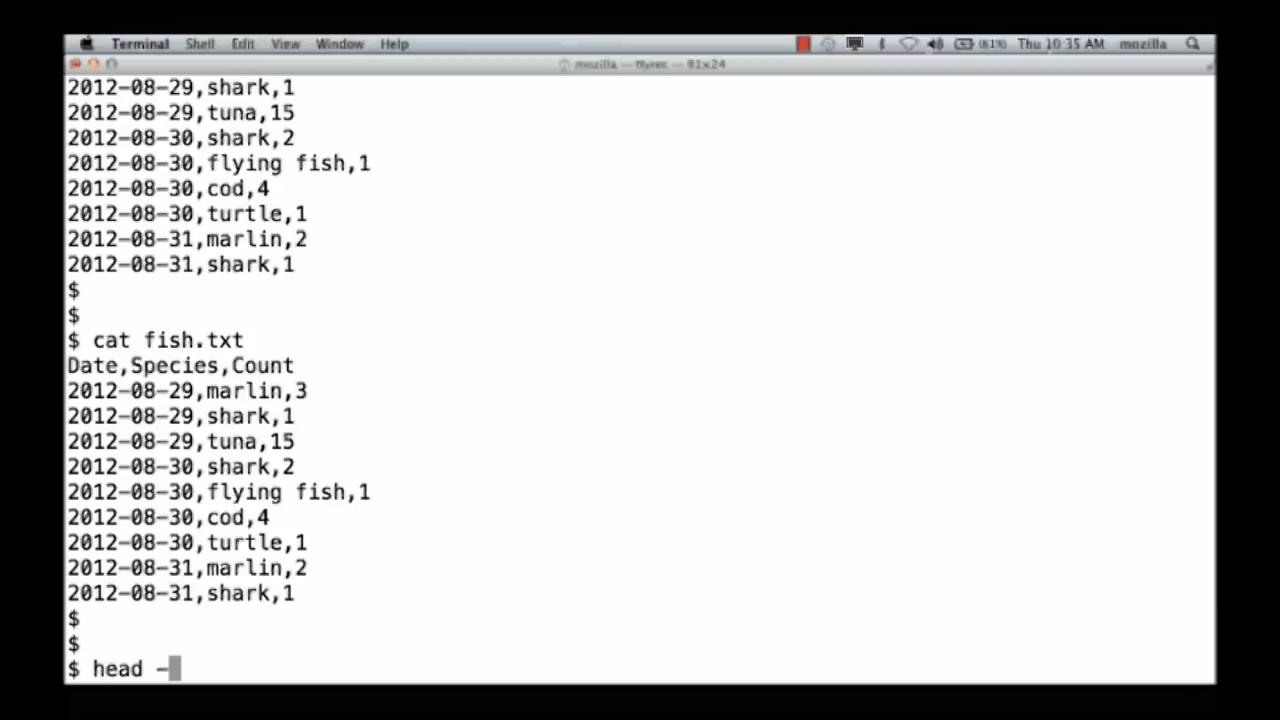 Terminal Shell Edit View Window Help (61%) Thu 10:35 AM mozilla
mozilla — ttyrec — 91×24
2012-08-29,shark,1
2012-08-29,tuna,15
2012-08-30,shark,2
2012-08-30,flying fish,1
2012-08-30,cod,4
2012-08-30,turtle,1
2012-08-31,marlin,2
2012-08-31,shark,1
$
$
$ cat fish.txt
Date,Species,Count
2012-08-29,marlin,3
2012-08-29,shark,1
2012-08-29,tuna,15
2012-08-30,shark,2
2012-08-30,flying fish,1
2012-08-30,cod,4
2012-08-30,turtle,1
2012-08-31,marlin,2
2012-08-31,shark,1
$
$
$ head -